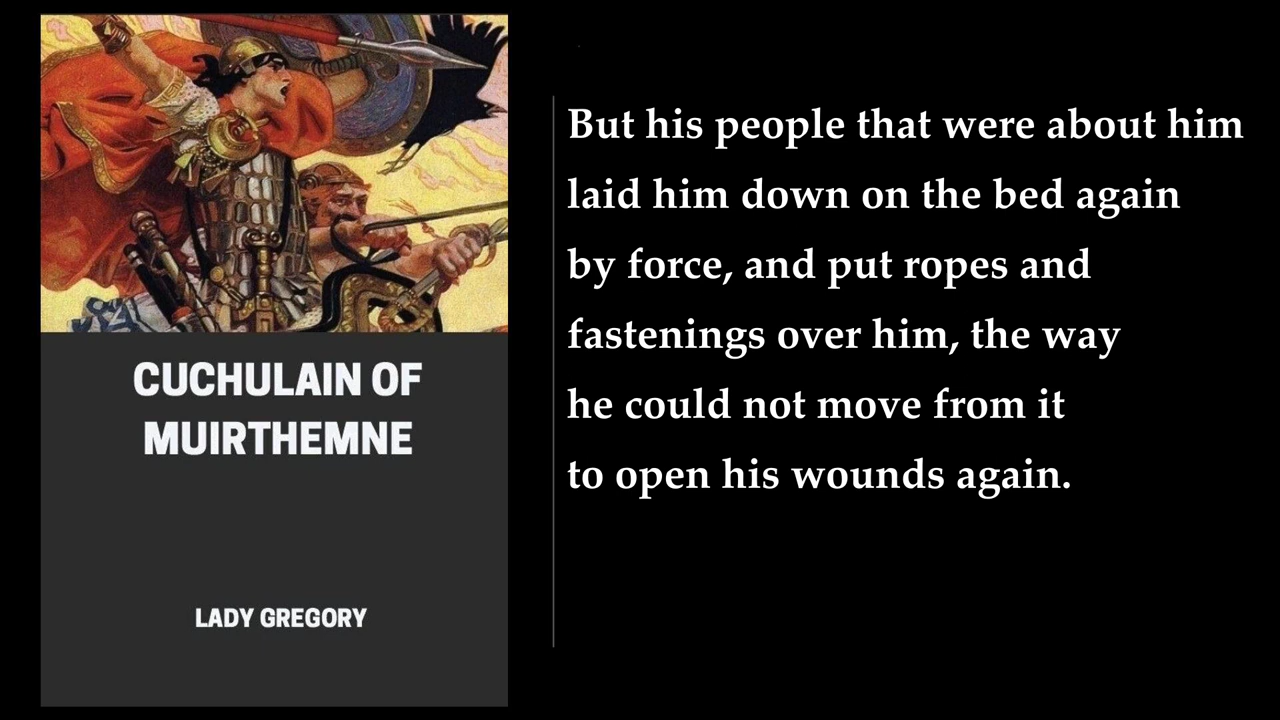 CUCHULAIN OF
MUIRTHEMNE
LADY GREGORY
But his people that were about him
laid him down on the bed again
by force, and put ropes and
fastenings over him, the way
he could not move from it
to open his wounds again.